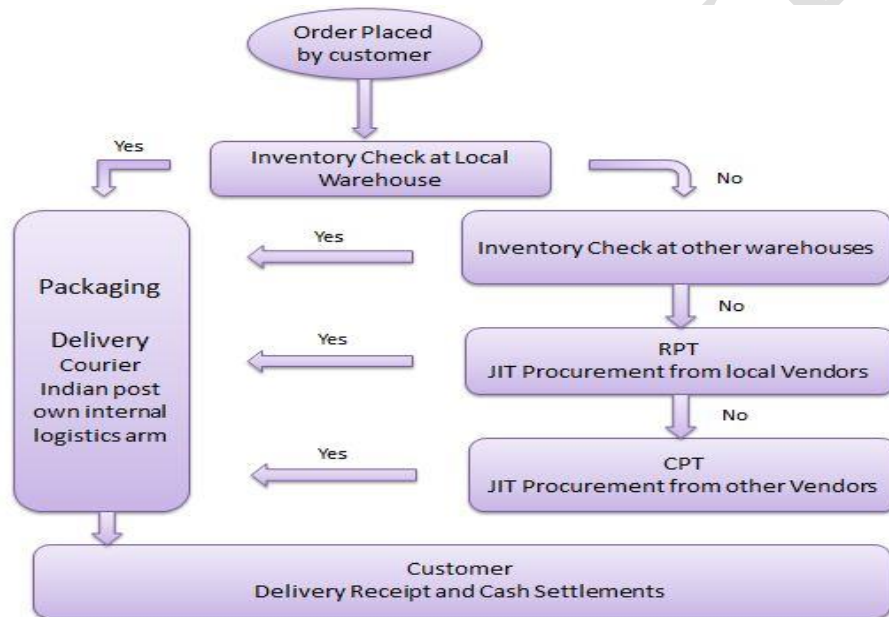 Order Placed
by customer
Yes
Inventory Check at Local
Warehouse
No
Yes
Inventory Check at other warehouses
Packaging
Delivery
Courier
Indian post
own internal
logistics arm
No
Yes
RPT
JIT Procurement from local Vendors
No
Yes
CPT
JIT Procurement from other Vendors
Customer
Delivery Receipt and Cash Settlements